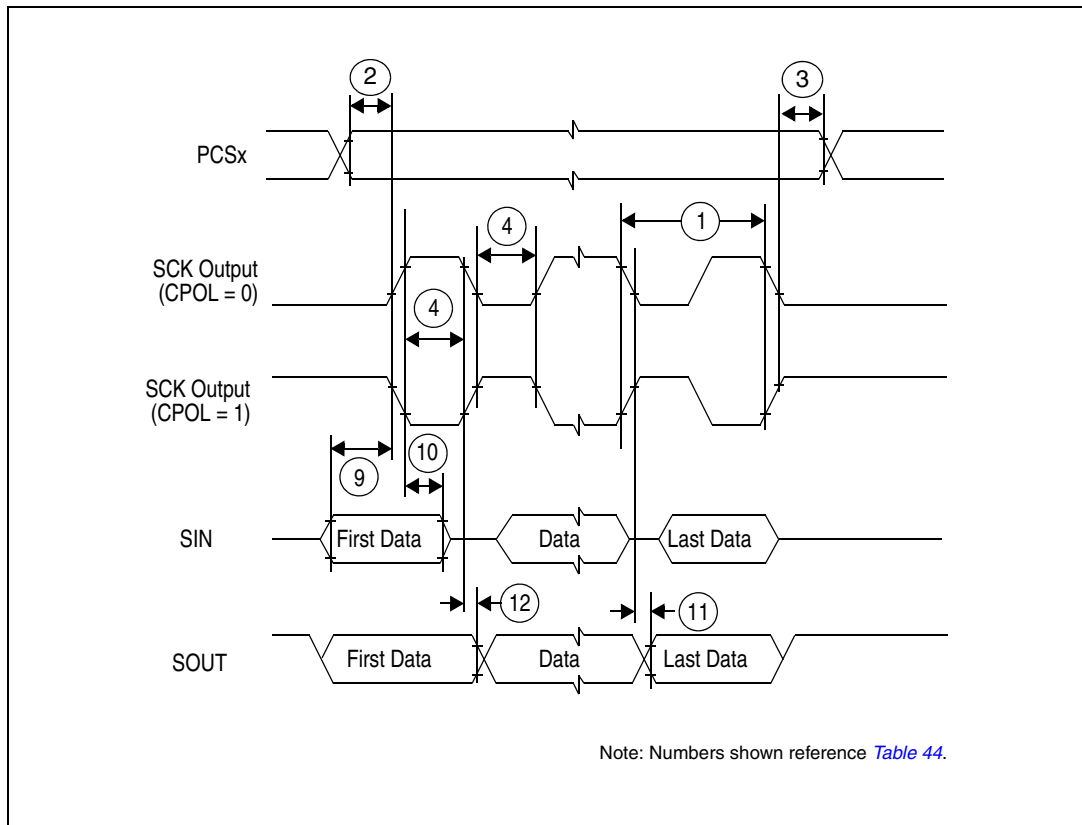 2
3
PCSx
4
1
SCK Output
(CPOL = 0)
4
SCK Output
(CPOL = 1)
9
10
SIN
First Data
Data
Last Data
12
11
SOUT
First Data
Data
Last Data
Note: Numbers shown reference Table 44.